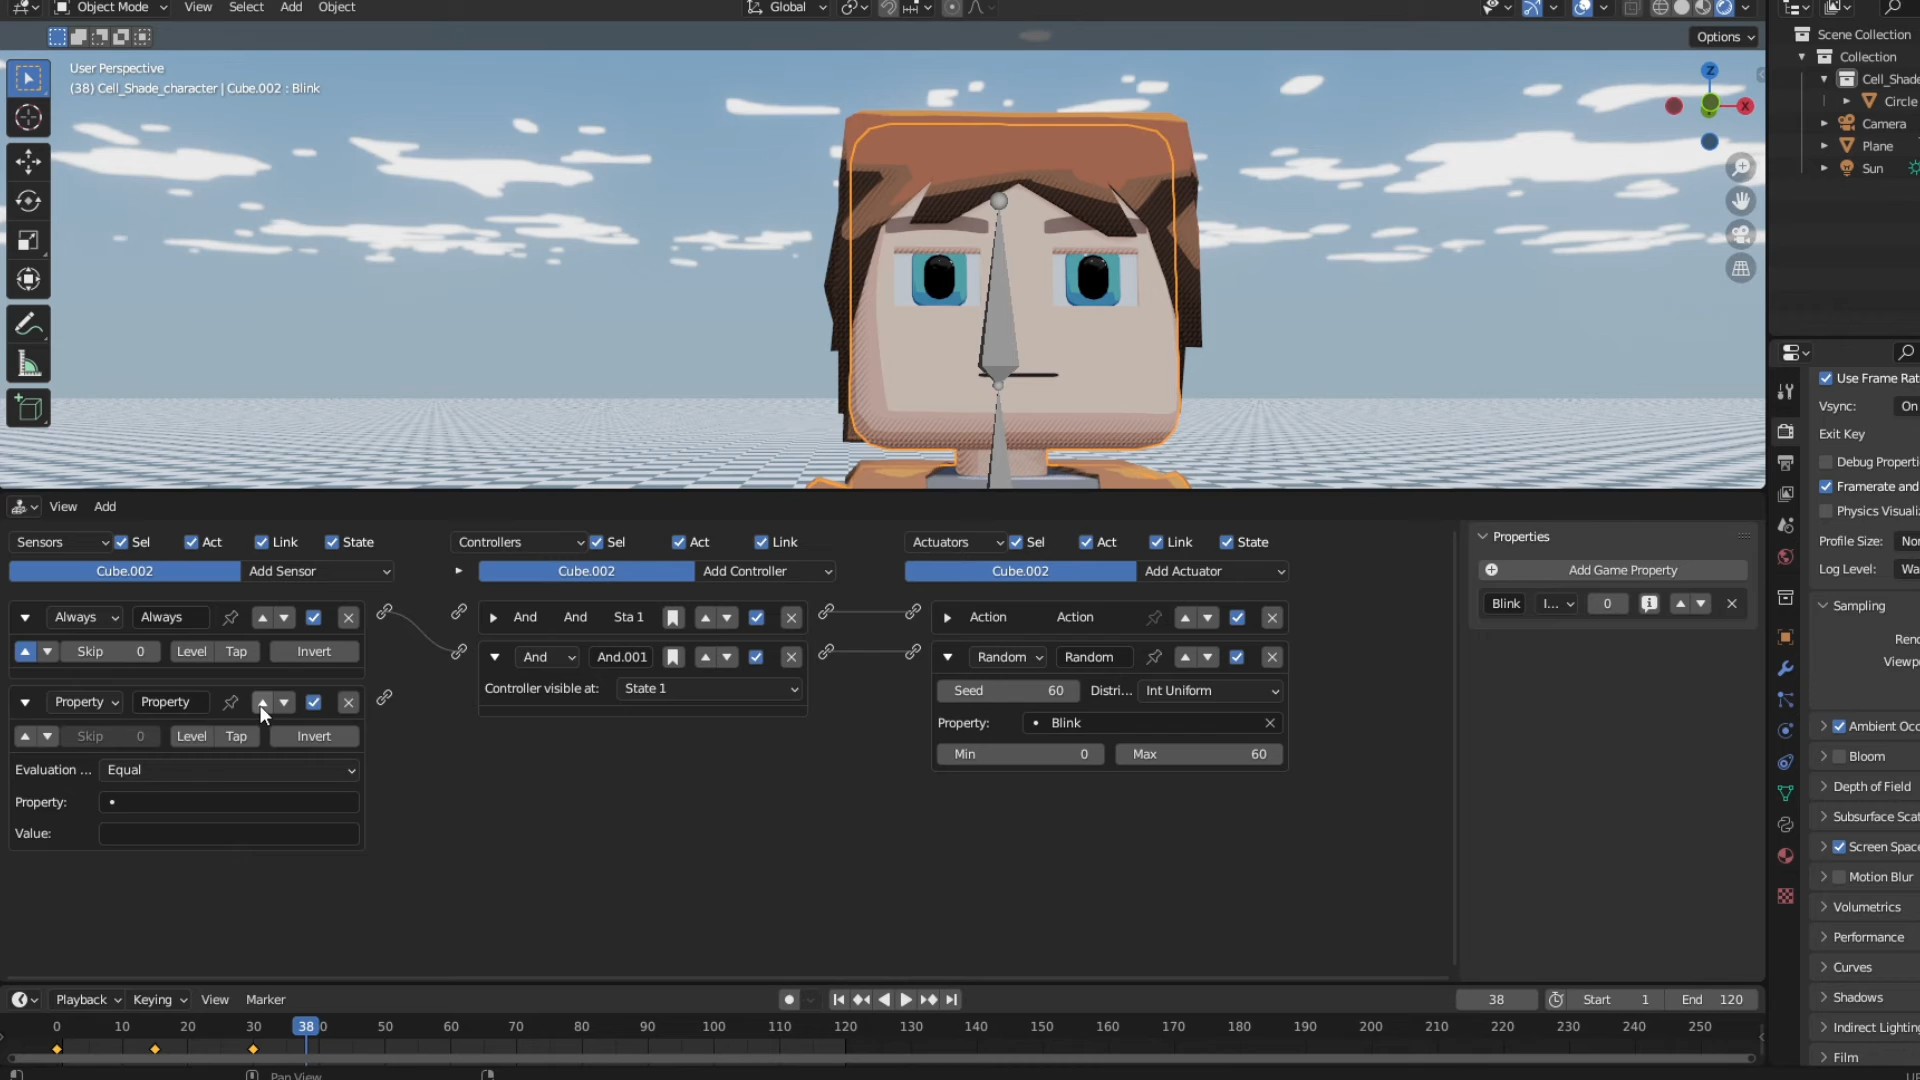 Object Mode View Select Add Object Global
Options
User Perspective
(38) Cell_Shade_character | Cube.002 : Blink
Z
X
Scene Collection
Collection
Cell_Shade
Circle
Camera
Plane
Sun
View Add
Sensors Sel Act Link State
Controllers Sel Act Link
Actuators Sel Act Link State
Cube.002 Add Sensor
Cube.002 Add Controller
Cube.002 Add Actuator
Always Always
Skip 0 Level Tap Invert
Property Property
Skip 0 Level Tap Invert
Evaluation ... Equal
Property:
Value:
And And Sta 1
And And.001
Controller visible at: State 1
Action Action
Random Random
Seed 60 Distri... Int Uniform
Property: Blink
Min 0 Max 60
Properties
Add Game Property
Blink I... 0
Use Frame Rat
Vsync: On
Exit Key
Debug Properti
Framerate and
Physics Visuali
Profile Size: Nor
Log Level: Wa
Sampling
Rend
Viewp
Ambient Occ
Bloom
Depth of Field
Subsurface Scat
Screen Space
Motion Blur
Volumetrics
Performance
Curves
Shadows
Indirect Lighting
Film
Playback Keying View Marker
38 Start 1 End 120
0 10 20 30 38 0 50 60 70 80 90 100 110 120 130 140 150 160 170 180 190 200 210 220 230 240 250
Pan View